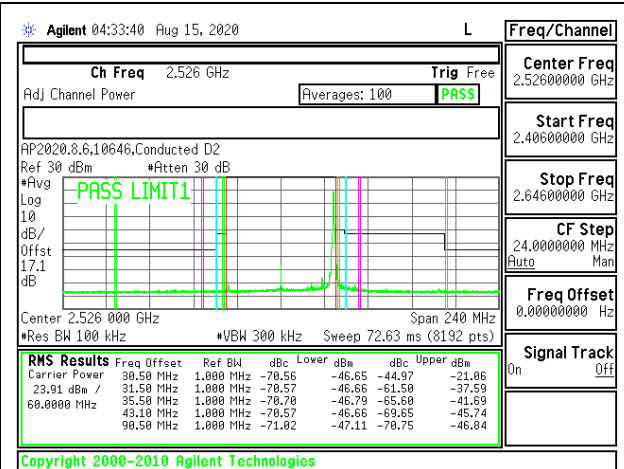 Agilent 04:33:40 Aug 15, 2020 L
Ch Freq 2.526 GHz Trig Free
Adj Channel Power Averages: 100 PASS
AP2020.8.6,10646,Conducted D2
Ref 30 dBm #Atten 30 dB
#Avg
Log
10
dB/
Offst
17.1
dB
PASS LIMIT1
Center 2.526 000 GHz Span 240 MHz
#Res BW 100 kHz #VBW 300 kHz Sweep 72.63 ms (8192 pts)
RMS Results Freq Offset Ref BW dBc Lower dBm dBc Upper dBm
Carrier Power 30.50 MHz 1.000 MHz -70.56 -46.65 -44.97 -21.06
23.91 dBm / 31.50 MHz 1.000 MHz -70.57 -46.66 -61.50 -37.59
60.0000 MHz 35.50 MHz 1.000 MHz -70.70 -46.79 -65.60 -41.69
43.10 MHz 1.000 MHz -70.57 -46.66 -69.65 -45.74
90.50 MHz 1.000 MHz -71.02 -47.11 -70.75 -46.84
Copyright 2000-2010 Agilent Technologies
Freq/Channel
Center Freq
2.52600000 GHz
Start Freq
2.40600000 GHz
Stop Freq
2.64600000 GHz
CF Step
24.0000000 MHz
Auto Man
Freq Offset
0.00000000 Hz
Signal Track
On Off